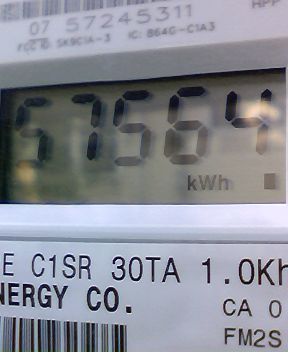 HPP
07 57245311
FCC ID: SK9C1A-3 IC: 864G-C1A3
57564
kWh
E C1SR 30TA 1.0Kh
NERGY CO.
CA 0
FM2S